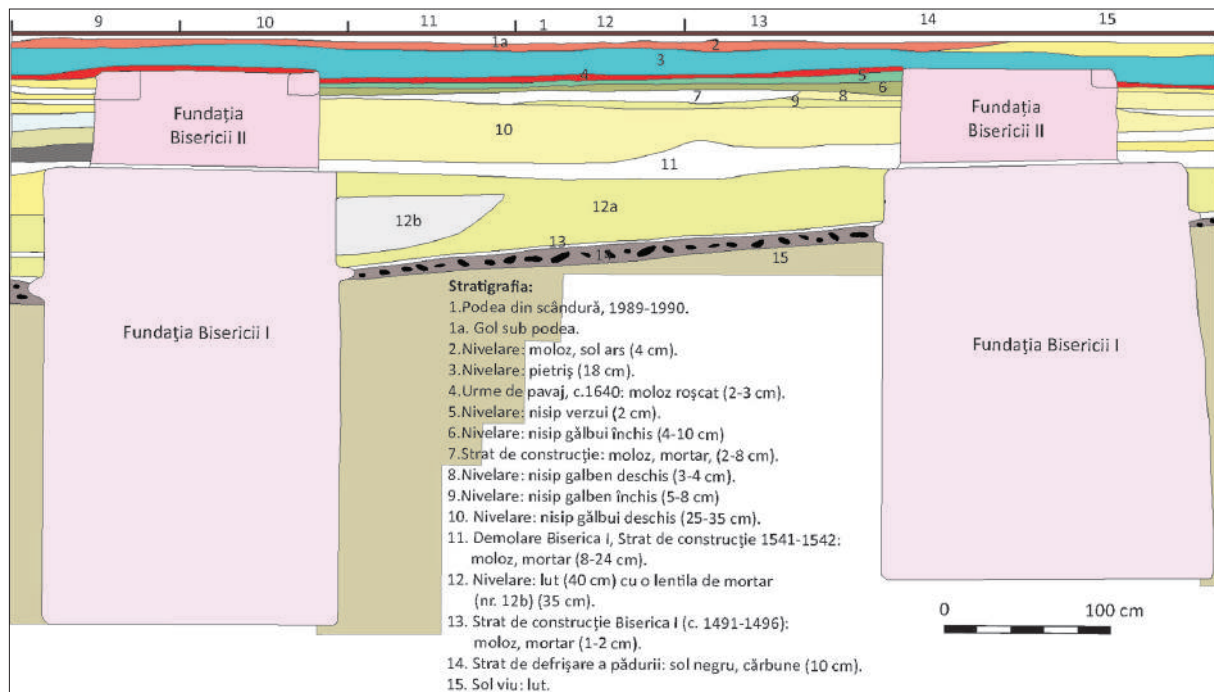 9 10 11 1 12 13 14 15
1a 2
3
4 5
6
7 9 8
Fundația
Bisericii II
Fundația
Bisericii II
10
11
12b 12a
13
14 15
Fundația Bisericii I
Fundația Bisericii I
Stratigrafia:
1.Podea din scândură, 1989-1990.
1a. Gol sub podea.
2.Nivelare: moloz, sol ars (4 cm).
3.Nivelare: pietriș (18 cm).
4.Urme de pavaj, c.1640: moloz roșcat (2-3 cm).
5.Nivelare: nisip verzui (2 cm).
6.Nivelare: nisip gălbui închis (4-10 cm)
7.Strat de construcție: moloz, mortar, (2-8 cm).
8.Nivelare: nisip galben deschis (3-4 cm).
9.Nivelare: nisip galben închis (5-8 cm)
10. Nivelare: nisip gălbui deschis (25-35 cm).
11. Demolare Biserica I, Strat de construcție 1541-1542:
moloz, mortar (8-24 cm).
12. Nivelare: lut (40 cm) cu o lentila de mortar
(nr. 12b) (35 cm).
13. Strat de construcție Biserica I (c. 1491-1496):
moloz, mortar (1-2 cm).
14. Strat de defrișare a pădurii: sol negru, cărbune (10 cm).
15. Sol viu: lut.
0 100 cm